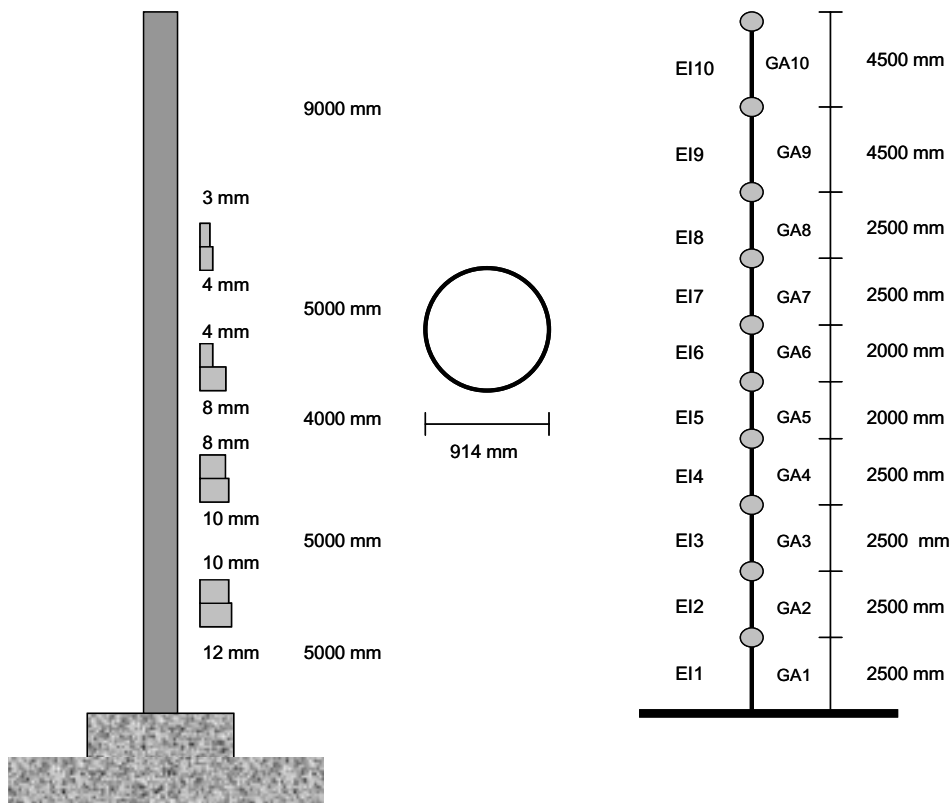 9000 mm
3 mm
4 mm
5000 mm
4 mm
8 mm
4000 mm
8 mm
10 mm
5000 mm
10 mm
12 mm
5000 mm
914 mm
EI10 GA10 4500 mm
EI9 GA9 4500 mm
EI8 GA8 2500 mm
EI7 GA7 2500 mm
EI6 GA6 2000 mm
EI5 GA5 2000 mm
EI4 GA4 2500 mm
EI3 GA3 2500 mm
EI2 GA2 2500 mm
EI1 GA1 2500 mm